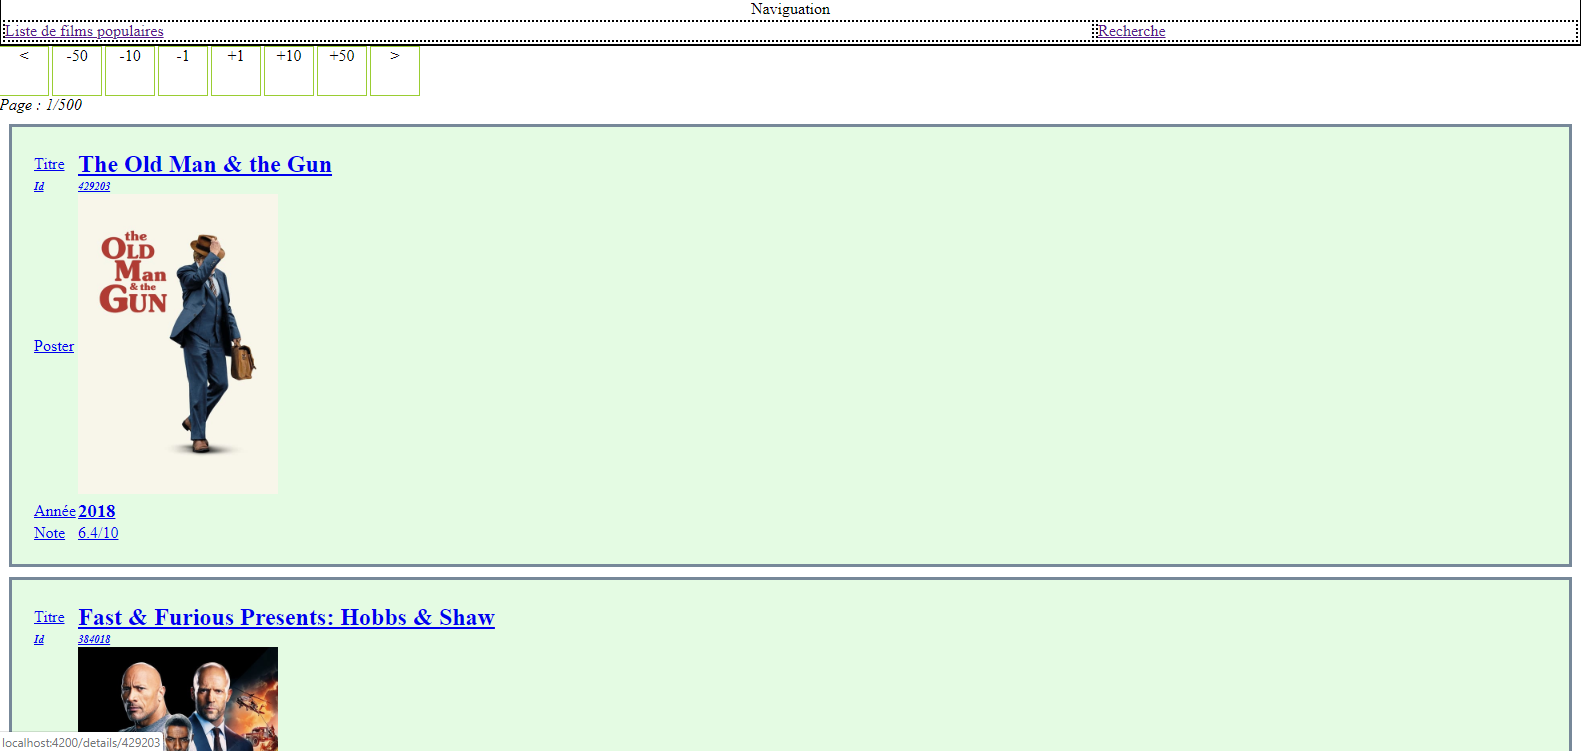 Naviguation
Liste de films populaires Recherche
< -50 -10 -1 +1 +10 +50 >
Page : 1/500
Titre The Old Man & the Gun
Id 429203
the
OLD
Man
& the
GUN
Poster
Année 2018
Note 6.4/10
Titre Fast & Furious Presents: Hobbs & Shaw
Id 384018
localhost:4200/details/429203